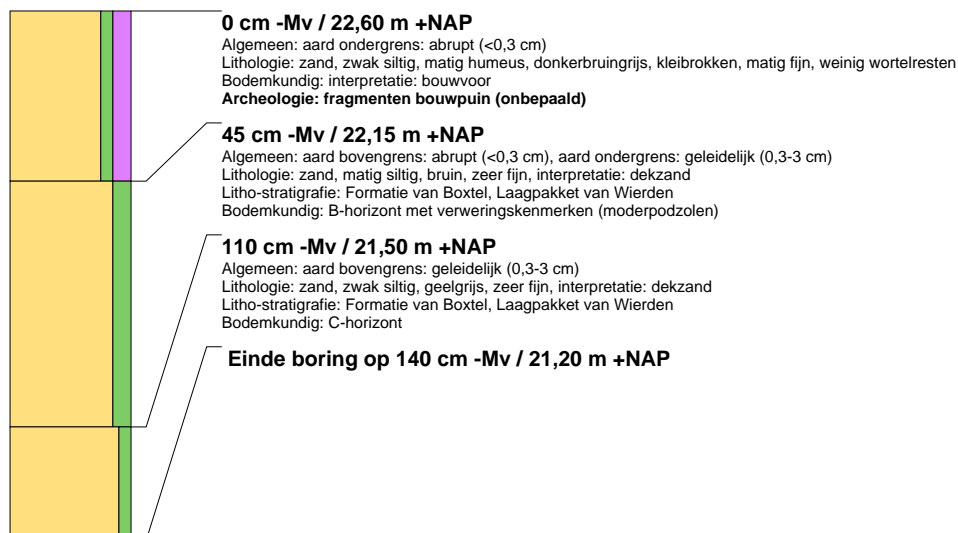 0 cm -Mv / 22,60 m +NAP
Algemeen: aard ondergrens: abrupt (<0,3 cm)
Lithologie: zand, zwak siltig, matig humeus, donkerbruingrijs, kleibrokken, matig fijn, weinig wortelresten
Bodemkundig: interpretatie: bouwvoor
Archeologie: fragmenten bouwpuin (onbepaald)
45 cm -Mv / 22,15 m +NAP
Algemeen: aard bovengrens: abrupt (<0,3 cm), aard ondergrens: geleidelijk (0,3-3 cm)
Lithologie: zand, matig siltig, bruin, zeer fijn, interpretatie: dekzand
Litho-stratigrafie: Formatie van Boxtel, Laagpakket van Wierden
Bodemkundig: B-horizont met verweringskenmerken (moderpodzolen)
110 cm -Mv / 21,50 m +NAP
Algemeen: aard bovengrens: geleidelijk (0,3-3 cm)
Lithologie: zand, zwak siltig, geelgrijs, zeer fijn, interpretatie: dekzand
Litho-stratigrafie: Formatie van Boxtel, Laagpakket van Wierden
Bodemkundig: C-horizont
Einde boring op 140 cm -Mv / 21,20 m +NAP